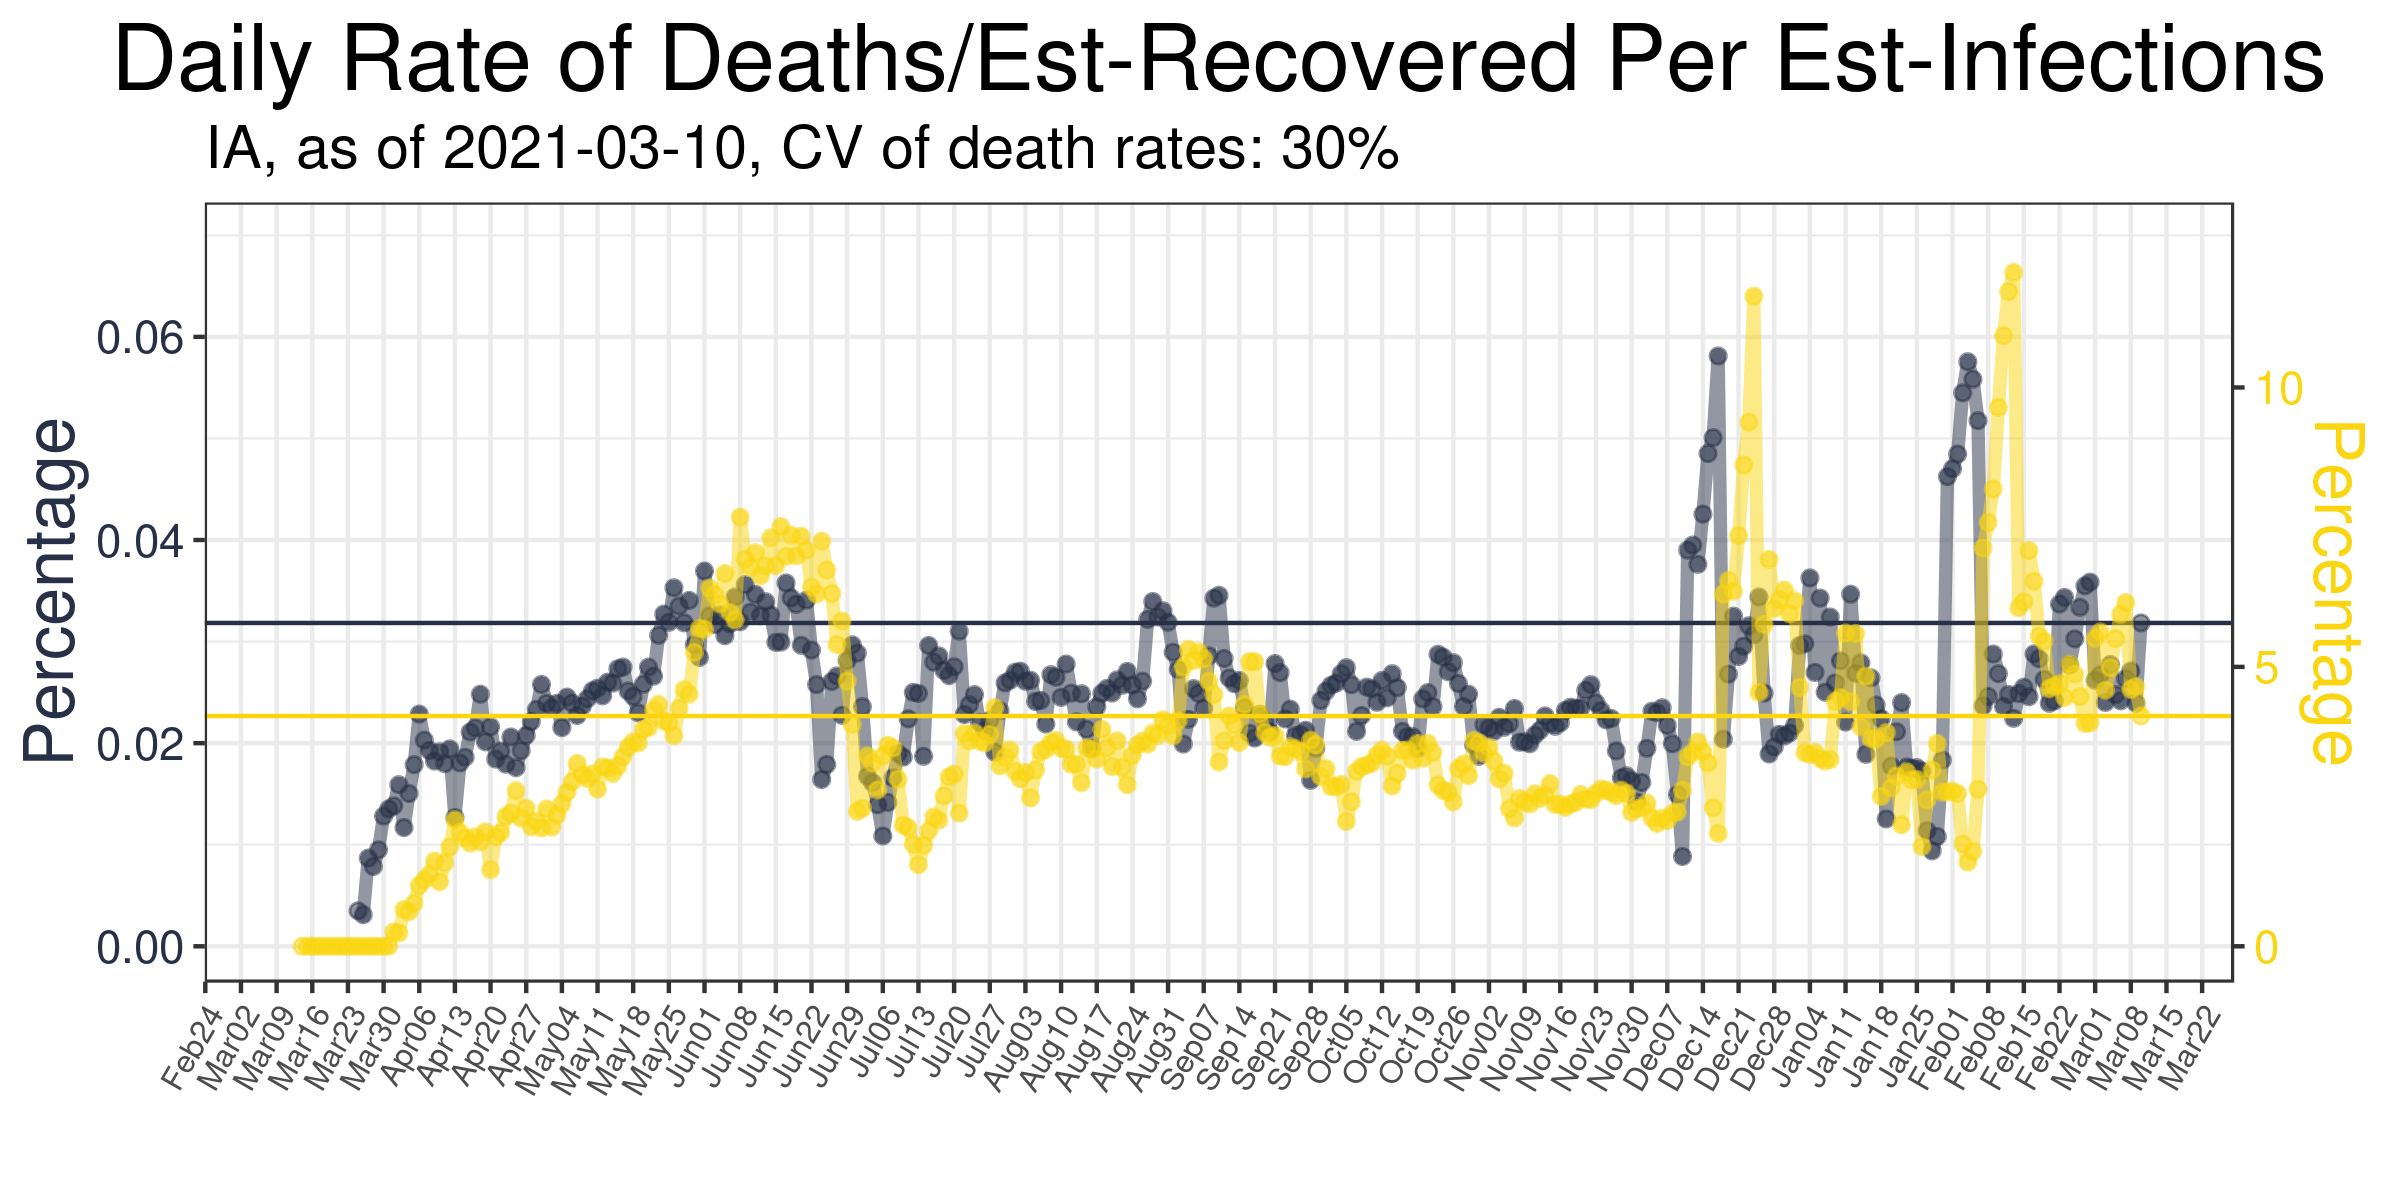 Daily Rate of Deaths/Est-Recovered Per Est-Infections
IA, as of 2021-03-10, CV of death rates: 30%
Percentage
0.06
0.04
0.02
0.00
10
5
0
Percentage
Feb24
Mar02
Mar09
Mar16
Mar23
Mar30
Apr06
Apr13
Apr20
Apr27
May04
May11
May18
May25
Jun01
Jun08
Jun15
Jun22
Jun29
Jul06
Jul13
Jul20
Jul27
Aug03
Aug10
Aug17
Aug24
Aug31
Sep07
Sep14
Sep21
Sep28
Oct05
Oct12
Oct19
Oct26
Nov02
Nov09
Nov16
Nov23
Nov30
Dec07
Dec14
Dec21
Dec28
Jan04
Jan11
Jan18
Jan25
Feb01
Feb08
Feb15
Feb22
Mar01
Mar08
Mar15
Mar22